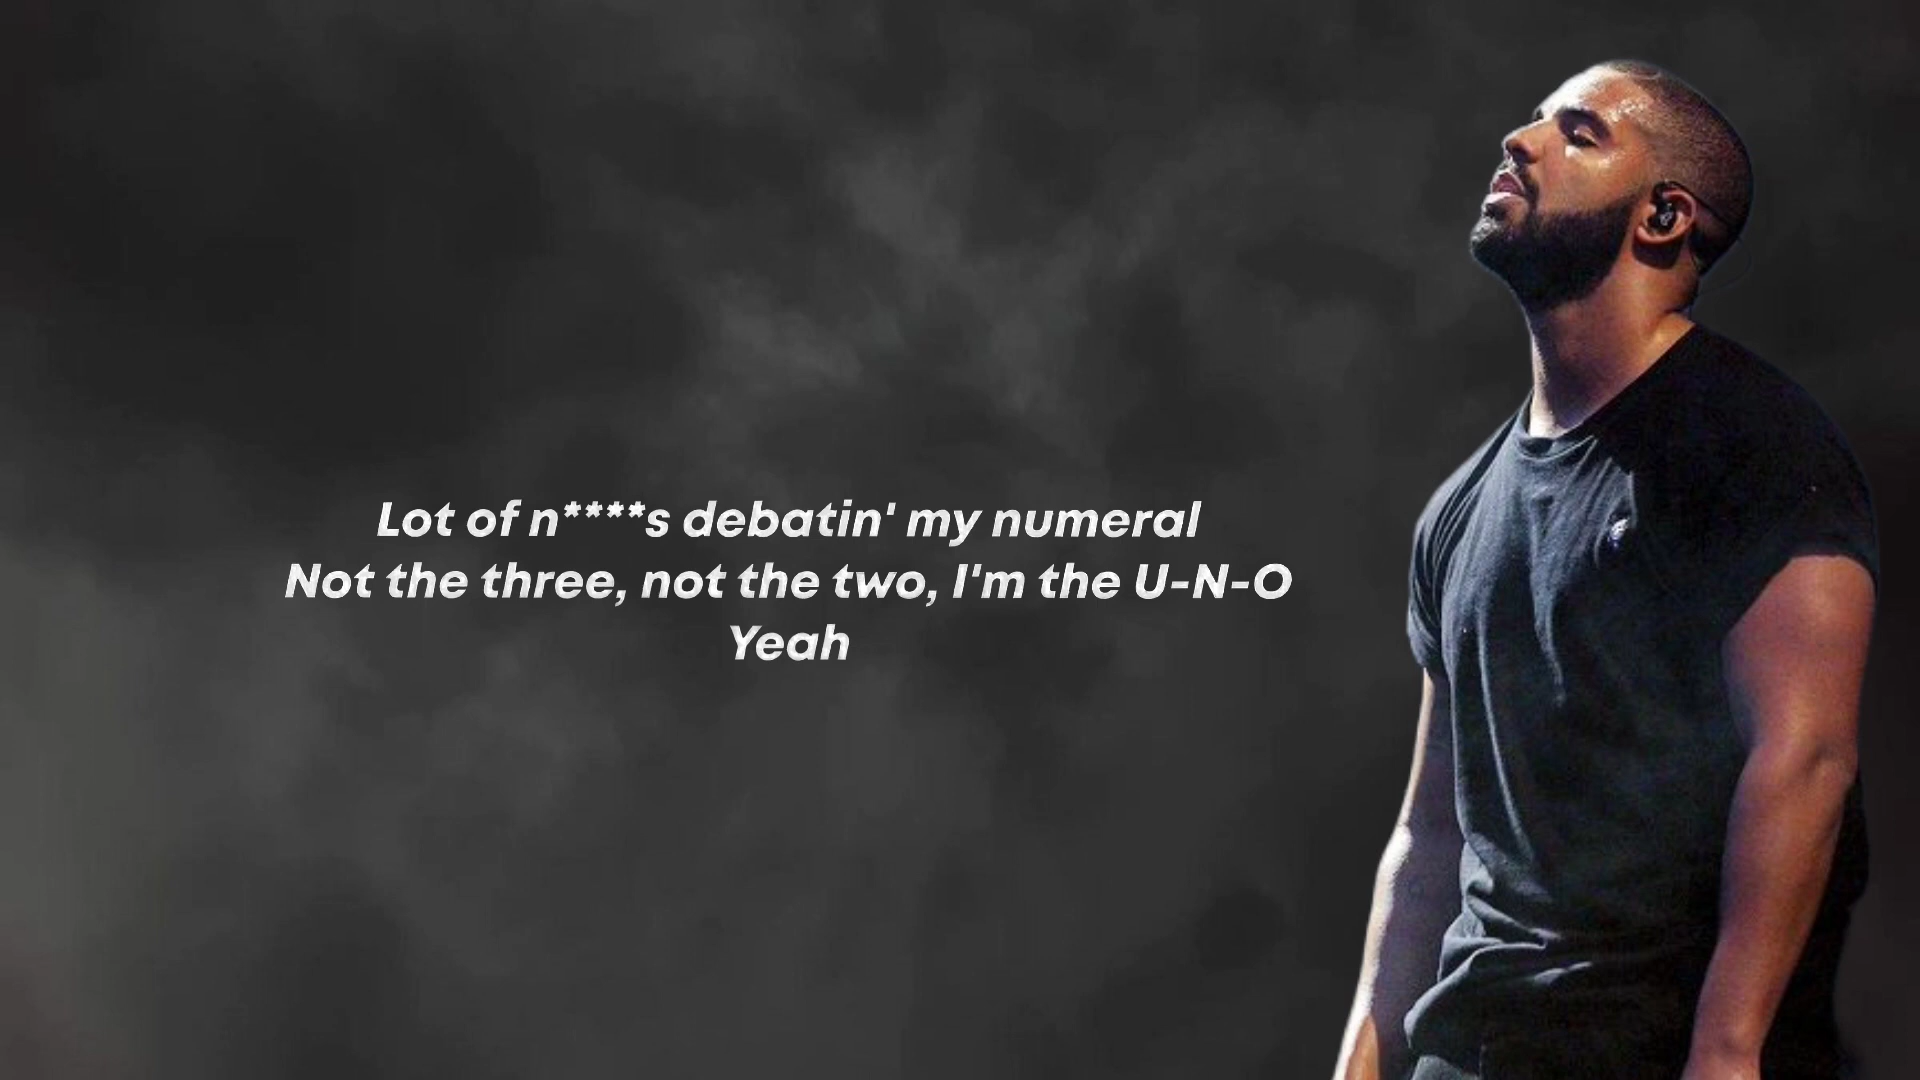 Lot of n****s debatin' my numeral
Not the three, not the two, I'm the U-N-O
Yeah